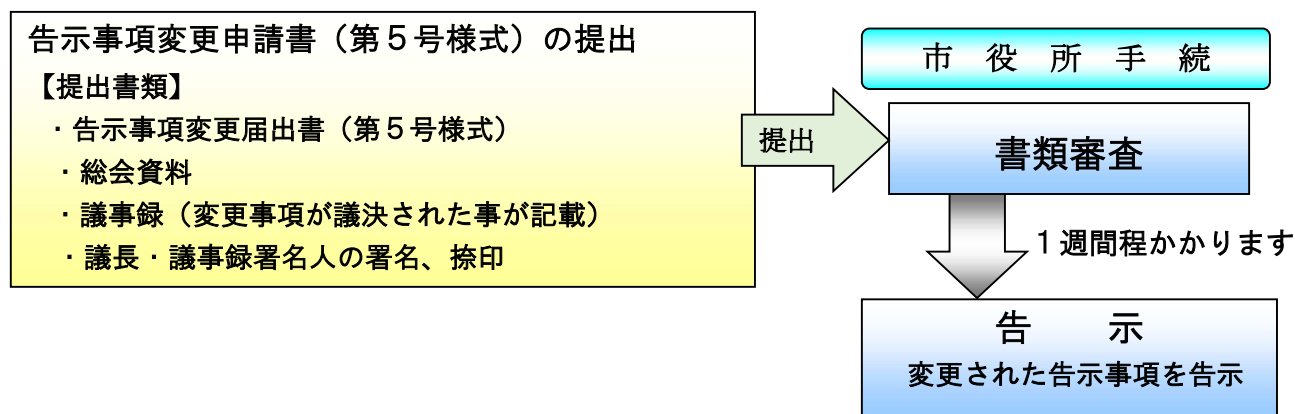 告示事項変更申請書（第５号様式）の提出
【提出書類】
・告示事項変更届出書（第５号様式）
・総会資料
・議事録（変更事項が議決された事が記載）
・議長・議事録署名人の署名、捺印
提出
市　役　所　手　続
書類審査
１週間程かかります
告　　示
変更された告示事項を告示